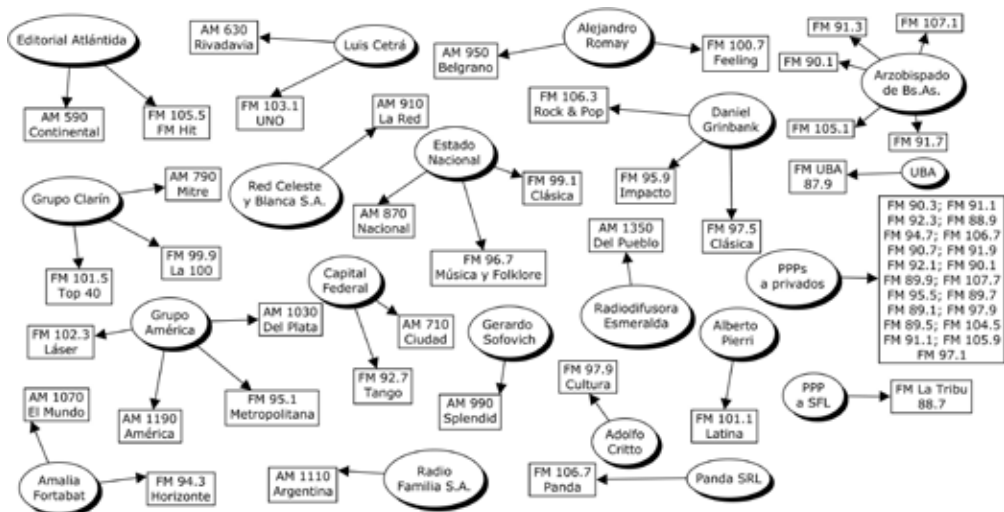 Editorial Atlántida
AM 590
Continental
FM 105.5
FM Hit
AM 630
Rivadavia
Luis Cetrá
FM 103.1
UNO
AM 910
La Red
Red Celeste
y Blanca S.A.
AM 950
Belgrano
Alejandro
Romay
FM 100.7
Feeling
FM 91.3
FM 107.1
FM 90.1
Arzobispado
de Bs.As.
FM 105.1
FM 91.7
FM 106.3
Rock & Pop
Daniel
Grinbank
FM 95.9
Impacto
FM 97.5
Clásica
Estado
Nacional
AM 870
Nacional
FM 99.1
Clásica
FM 96.7
Música y Folklore
FM UBA
87.9
UBA
Grupo Clarín
AM 790
Mitre
FM 99.9
La 100
FM 101.5
Top 40
AM 1350
Del Pueblo
Radiodifusora
Esmeralda
PPPs
a privados
FM 90.3; FM 91.1
FM 92.3; FM 88.9
FM 94.7; FM 106.7
FM 90.7; FM 91.9
FM 92.1; FM 90.1
FM 89.9; FM 107.7
FM 95.5; FM 89.7
FM 89.1; FM 97.9
FM 89.5; FM 104.5
FM 91.1; FM 105.9
FM 97.1
Grupo
América
FM 102.3
Láser
AM 1030
Del Plata
AM 1190
América
FM 95.1
Metropolitana
Capital
Federal
AM 710
Ciudad
FM 92.7
Tango
Gerardo
Sofovich
AM 990
Splendid
Alberto
Pierri
FM 101.1
Latina
FM 97.9
Cultura
Adolfo
Critto
PPP
a SFL
FM La Tribu
88.7
AM 1070
El Mundo
Amalia
Fortabat
FM 94.3
Horizonte
AM 1110
Argentina
Radio
Familia S.A.
FM 106.7
Panda
Panda SRL